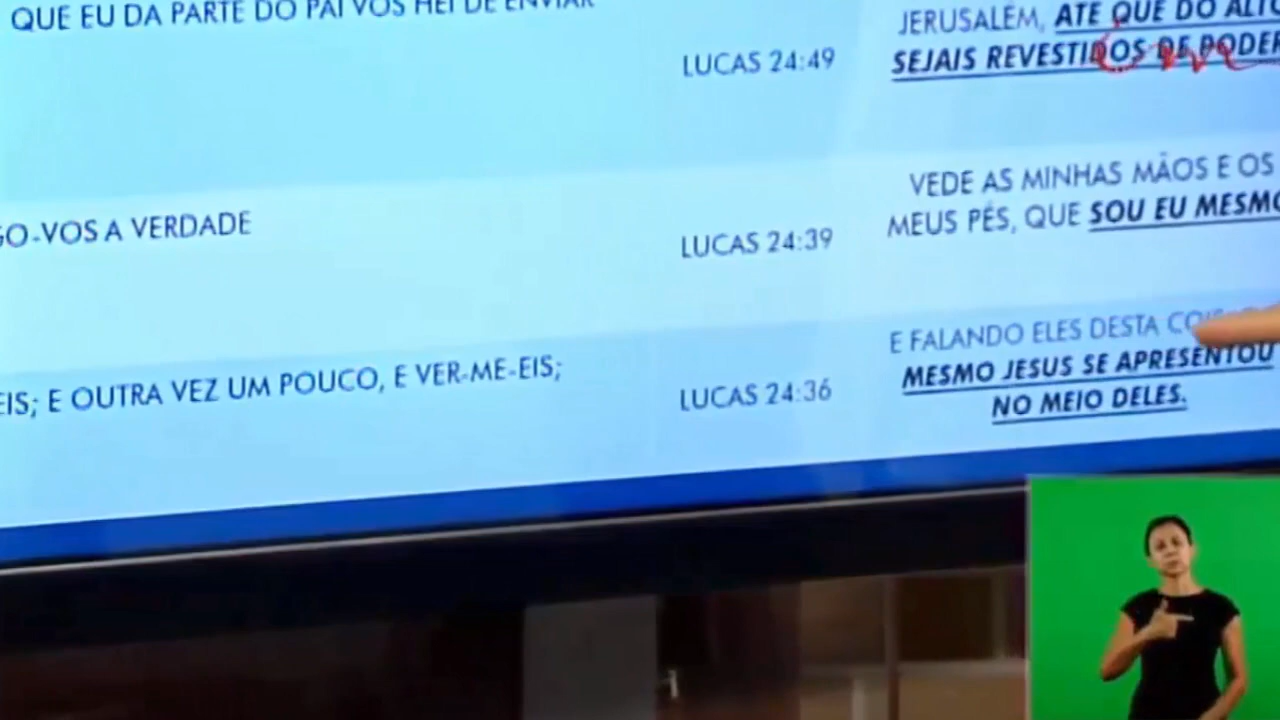 QUE EU DA PARTE DO PAI VOS HEI DE ENVIAR
LUCAS 24:49
JERUSALÉM, ATÉ QUE DO ALTO
SEJAIS REVESTIDOS DE PODER
GO-VOS A VERDADE
LUCAS 24:39
VEDE AS MINHAS MÃOS E OS
MEUS PÉS, QUE SOU EU MESMO
EIS; E OUTRA VEZ UM POUCO, E VER-ME-EIS;
LUCAS 24:36
E FALANDO ELES DESTA
MESMO JESUS SE APRESENTOU
NO MEIO DELES.